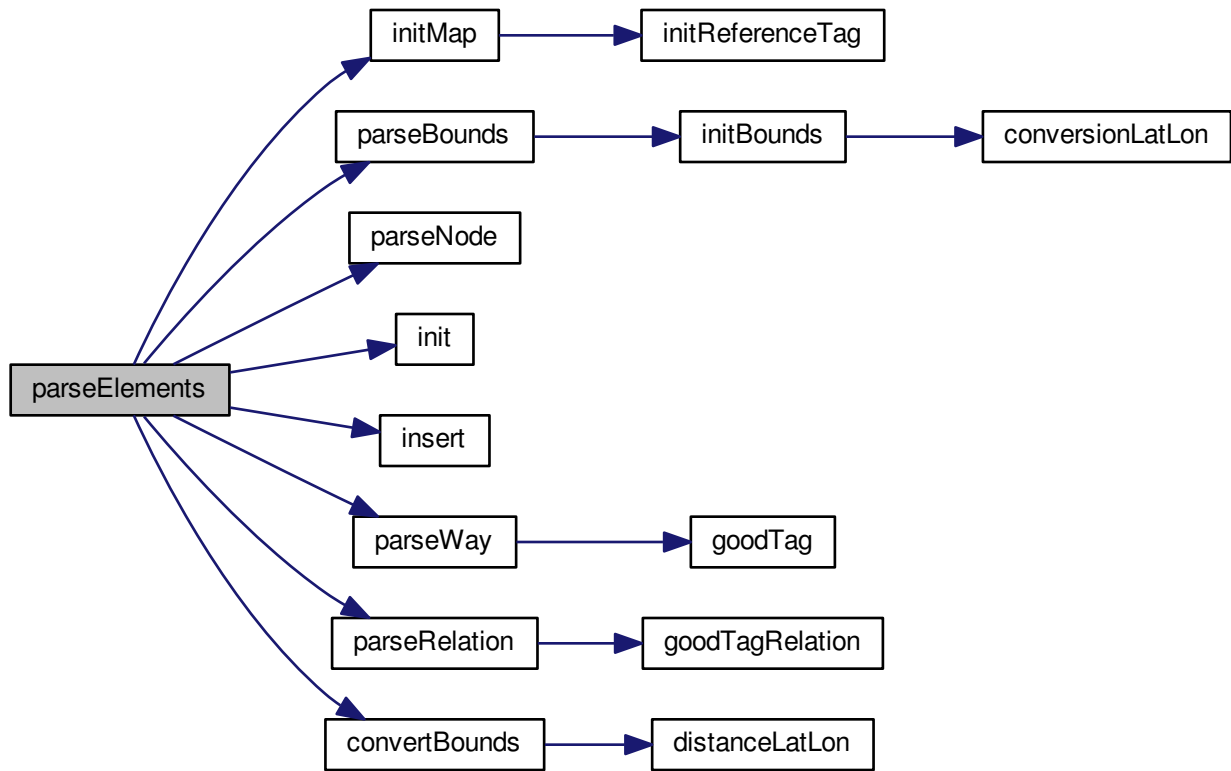 initMap
initReferenceTag
parseBounds
initBounds
conversionLatLon
parseNode
init
parseElements
insert
parseWay
goodTag
parseRelation
goodTagRelation
convertBounds
distanceLatLon